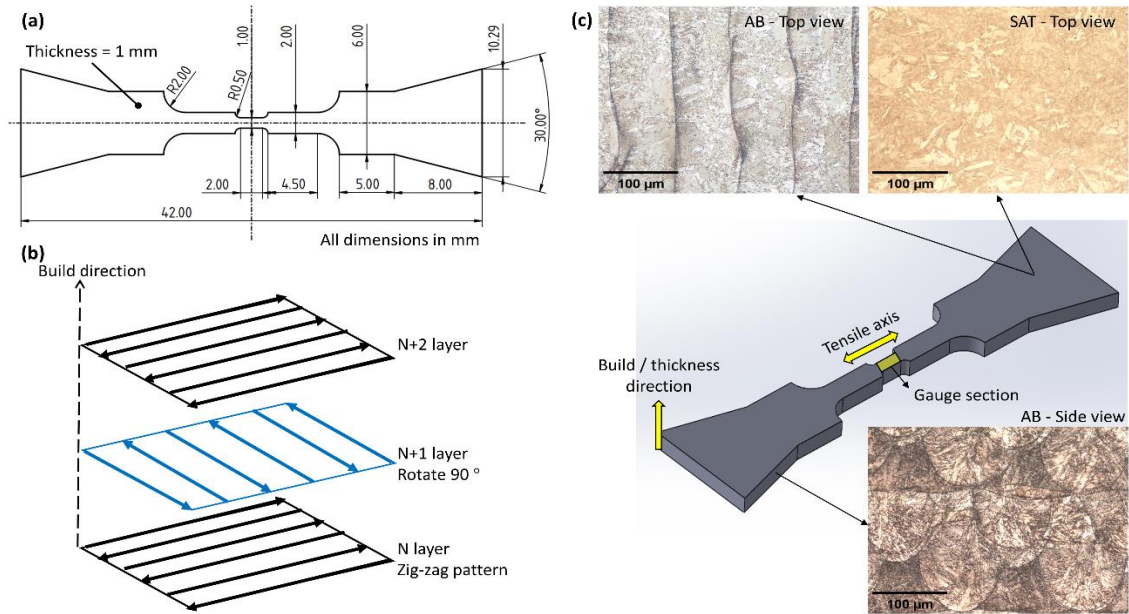 (a)
Thickness = 1 mm
R2.00
R0.50
1.00
2.00
6.00
10.29
30.00°
2.00
4.50
5.00
8.00
42.00
All dimensions in mm
(b)
Build direction
N+2 layer
N+1 layer
Rotate 90 °
N layer
Zig-zag pattern
(c)
AB - Top view
100 µm
SAT - Top view
100 µm
Tensile axis
Build / thickness
direction
Gauge section
AB - Side view
100 µm